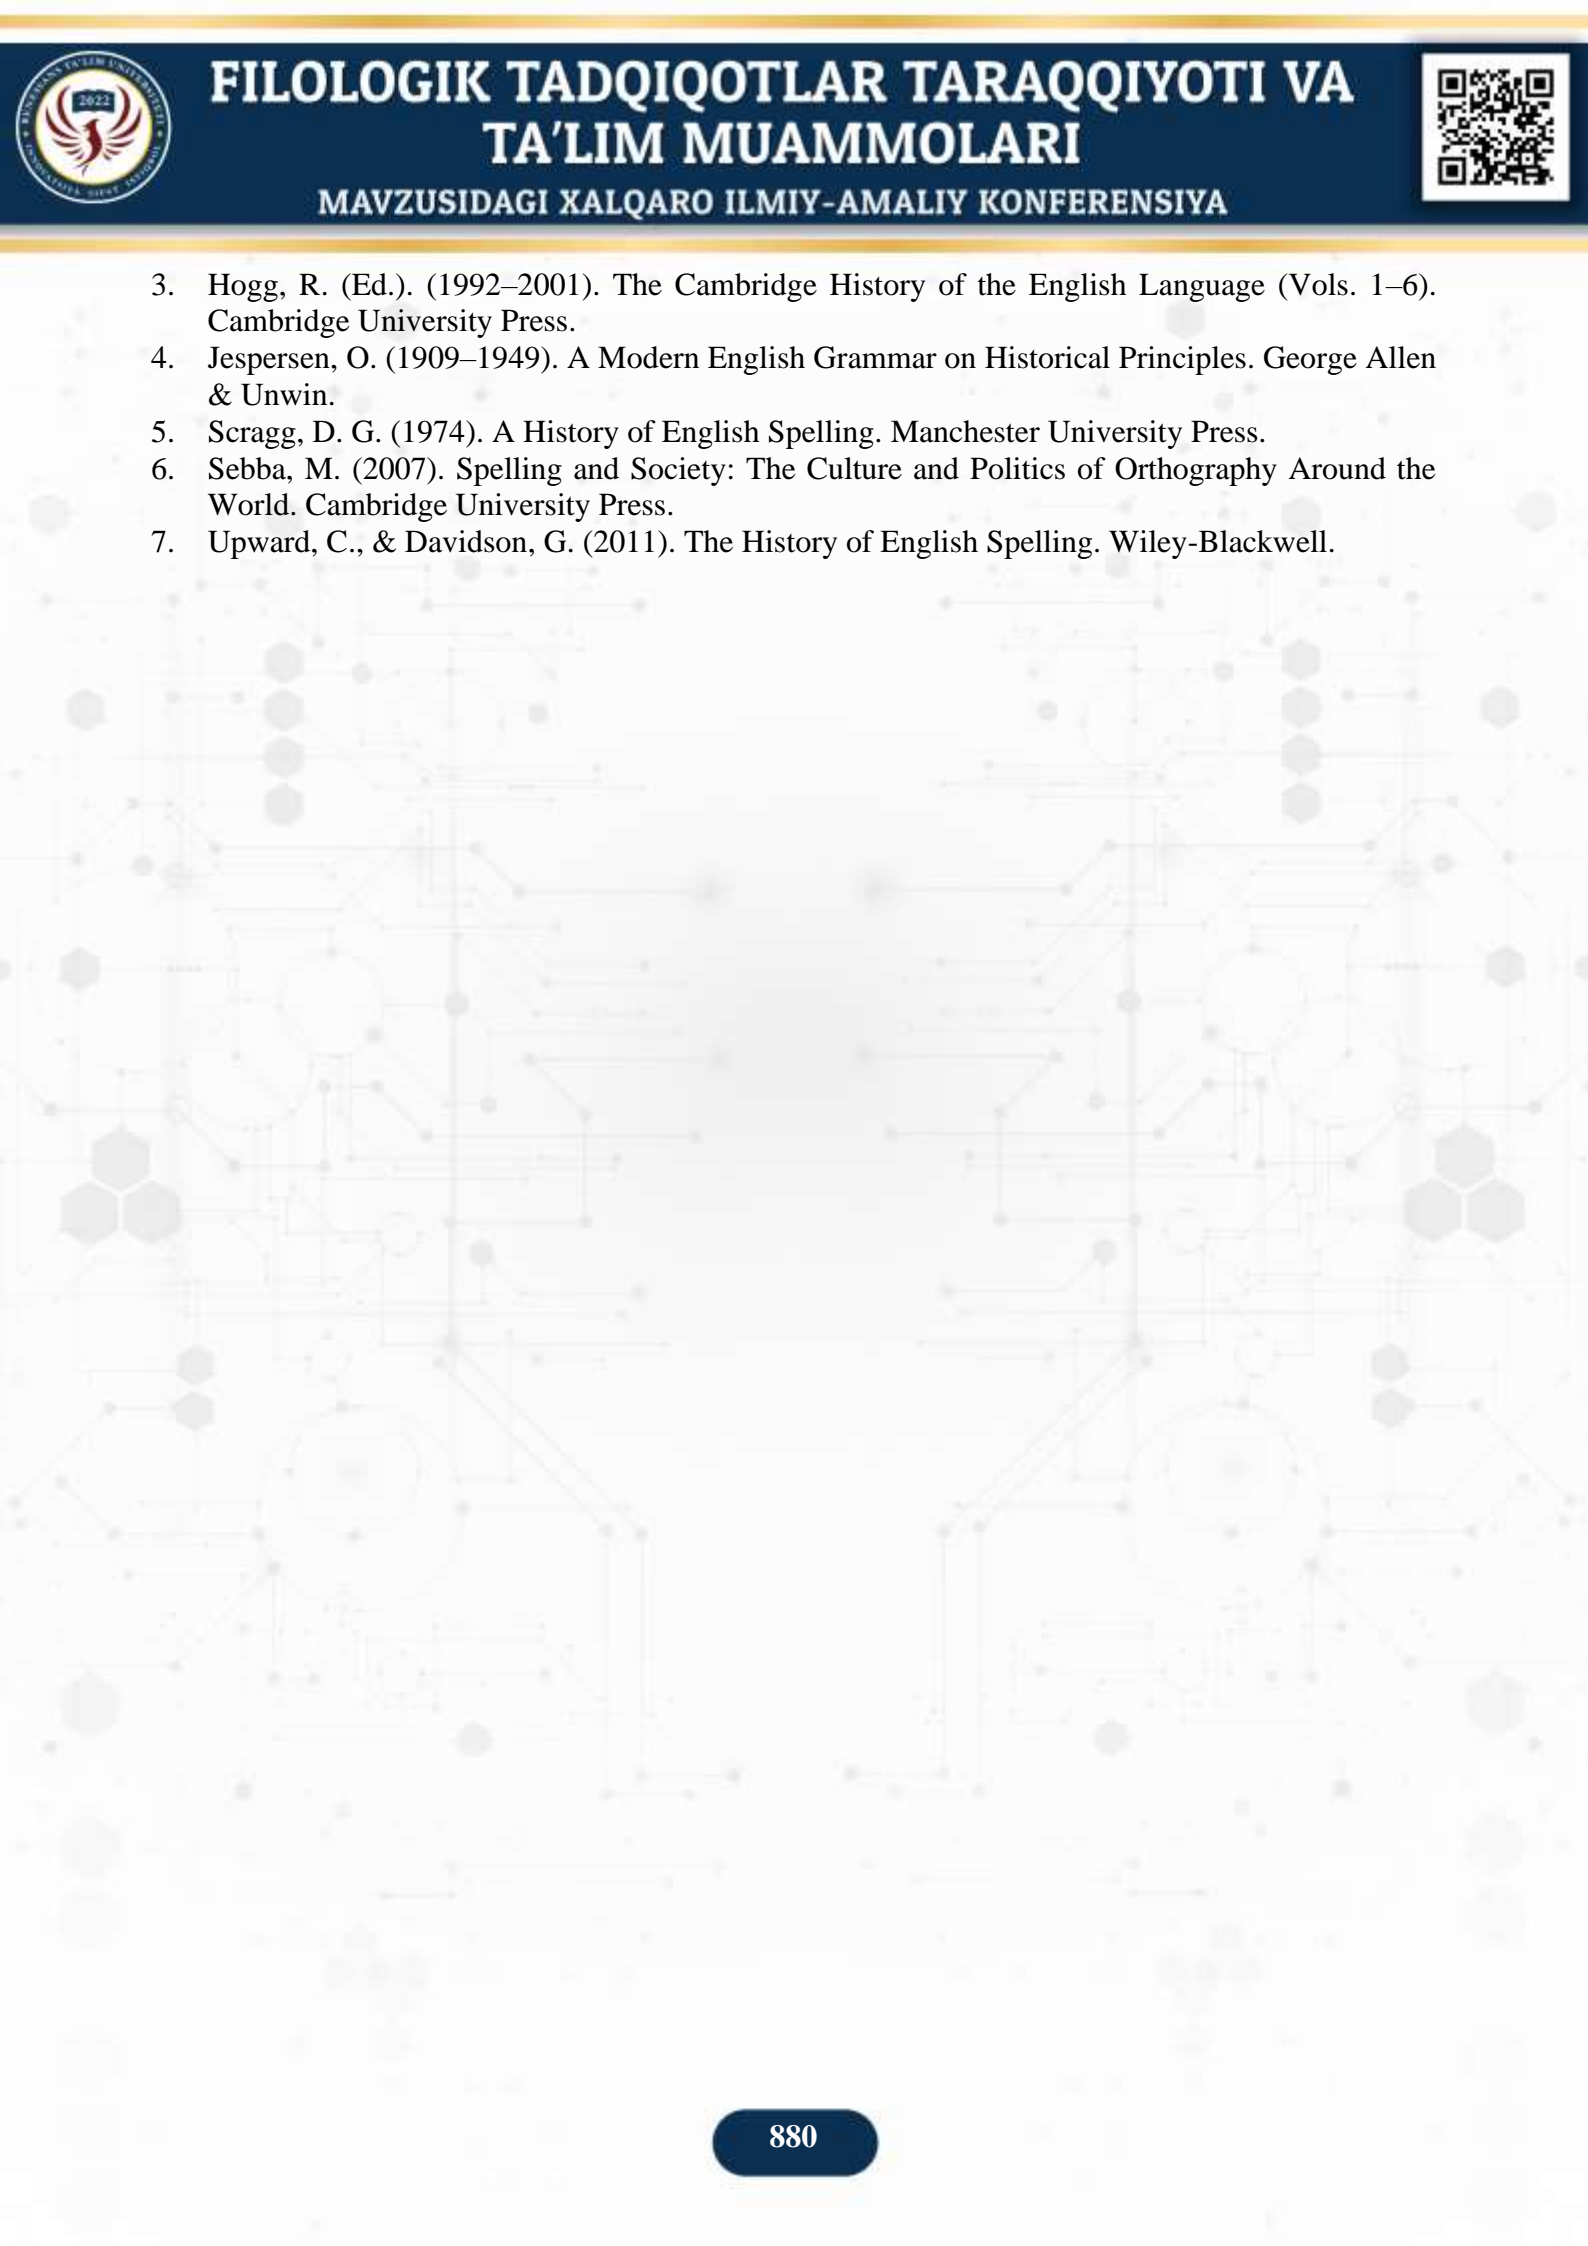 2022
FILOLOGIK TADQIQOTLAR TARAQQIYOTI VA
TA’LIM MUAMMOLARI
MAVZUSIDAGI XALQARO ILMIY-AMALIY KONFERENSIYA
3. Hogg, R. (Ed.). (1992–2001). The Cambridge History of the English Language (Vols. 1–6).
Cambridge University Press.
4. Jespersen, O. (1909–1949). A Modern English Grammar on Historical Principles. George Allen
& Unwin.
5. Scragg, D. G. (1974). A History of English Spelling. Manchester University Press.
6. Sebba, M. (2007). Spelling and Society: The Culture and Politics of Orthography Around the
World. Cambridge University Press.
7. Upward, C., & Davidson, G. (2011). The History of English Spelling. Wiley-Blackwell.
880